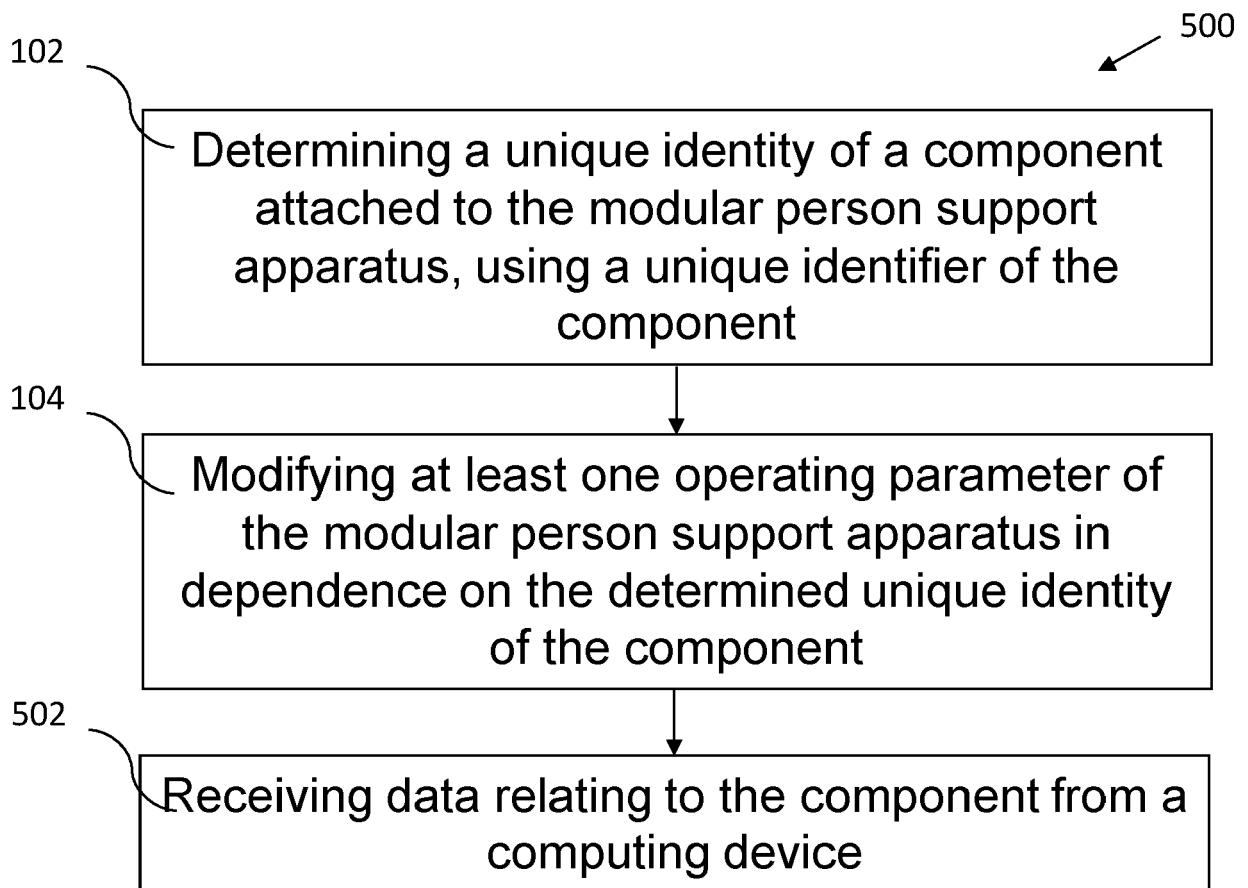 500
102
Determining a unique identity of a component
attached to the modular person support
apparatus, using a unique identifier of the
component
104
Modifying at least one operating parameter of
the modular person support apparatus in
dependence on the determined unique identity
of the component
502
Receiving data relating to the component from a
computing device